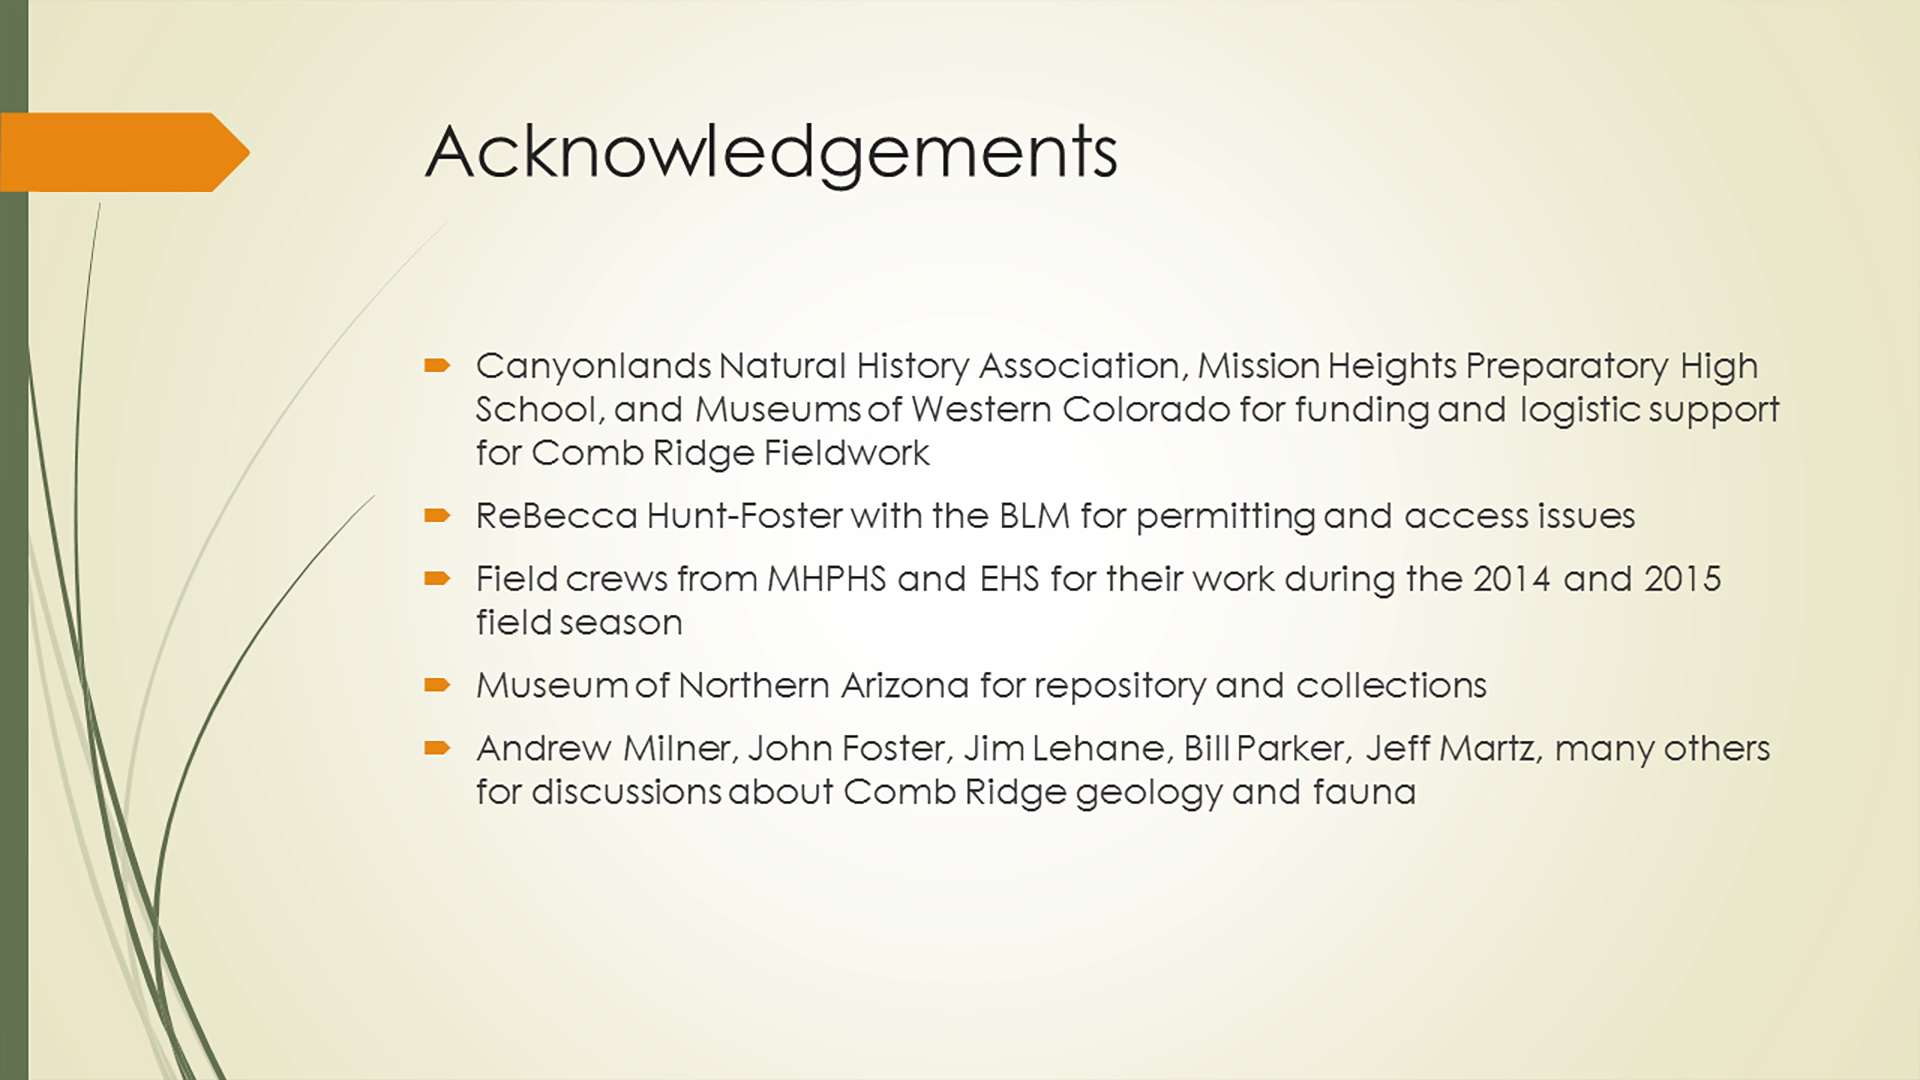 Acknowledgements
Canyonlands Natural History Association, Mission Heights Preparatory High
School, and Museums of Western Colorado for funding and logistic support
for Comb Ridge Fieldwork
ReBecca Hunt-Foster with the BLM for permitting and access issues
Field crews from MHPHS and EHS for their work during the 2014 and 2015
field season
Museum of Northern Arizona for repository and collections
Andrew Milner, John Foster, Jim Lehane, Bill Parker, Jeff Martz, many others
for discussions about Comb Ridge geology and fauna